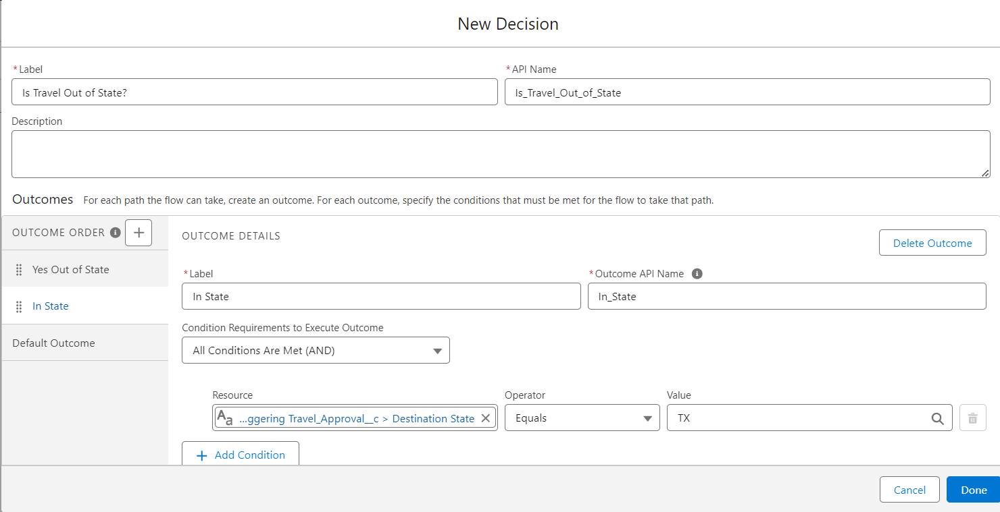 New Decision
*Label
*API Name
Is Travel Out of State?
Is_Travel_Out_of_State
Description
Outcomes For each path the flow can take, create an outcome. For each outcome, specify the conditions that must be met for the flow to take that path.
OUTCOME ORDER
OUTCOME DETAILS
Delete Outcome
Yes Out of State
In State
Default Outcome
*Label
*Outcome API Name
In State
In_State
Condition Requirements to Execute Outcome
All Conditions Are Met (AND)
Resource
Operator
Value
Aa ...ggering Travel_Approval__c > Destination State
Equals
TX
+ Add Condition
Cancel
Done